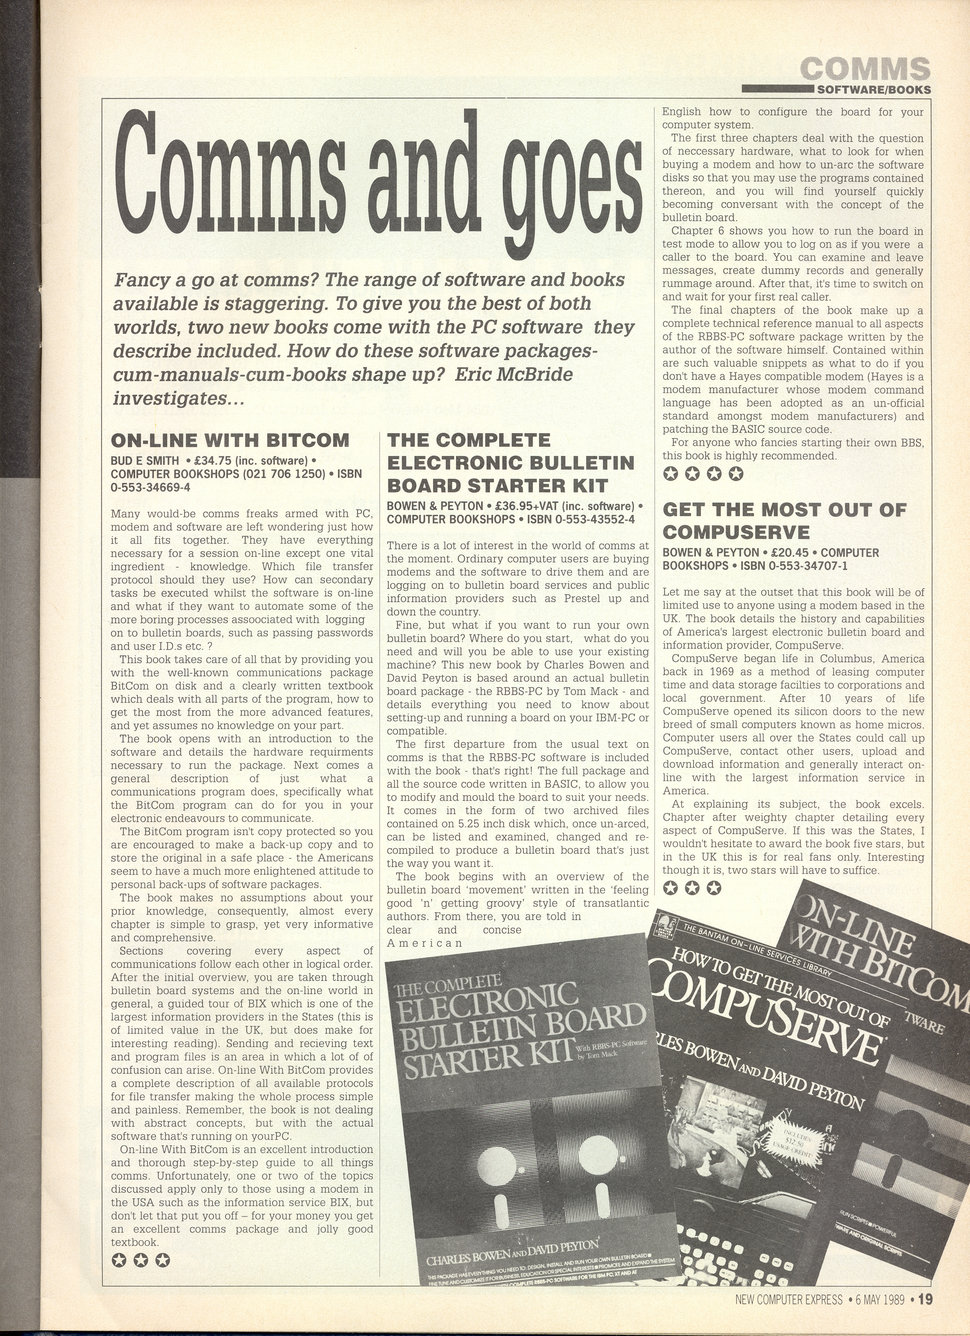 COMMS
SOFTWARE/BOOKS
Comms and goes
Fancy a go at comms? The range of software and books
available is staggering. To give you the best of both
worlds, two new books come with the PC software they
describe included. How do these software packages-
cum-manuals-cum-books shape up? Eric McBride
investigates...
ON-LINE WITH BITCOM
BUD E SMITH • £34.75 (inc. software) •
COMPUTER BOOKSHOPS (021 706 1250) • ISBN
0-553-34669-4
Many would-be comms freaks armed with PC,
modem and software are left wondering just how
it all fits together. They have everything
necessary for a session on-line except one vital
ingredient - knowledge. Which file transfer
protocol should they use? How can secondary
tasks be executed whilst the software is on-line
and what if they want to automate some of the
more boring processes assoociated with logging
on to bulletin boards, such as passing passwords
and user I.D.s etc. ?
This book takes care of all that by providing you
with the well-known communications package
BitCom on disk and a clearly written textbook
which deals with all parts of the program, how to
get the most from the more advanced features,
and yet assumes no knowledge on your part.
The book opens with an introduction to the
software and details the hardware requirments
necessary to run the package. Next comes a
general description of just what a
communications program does, specifically what
the BitCom program can do for you in your
electronic endeavours to communicate.
The BitCom program isn't copy protected so you
are encouraged to make a back-up copy and to
store the original in a safe place - the Americans
seem to have a much more enlightened attitude to
personal back-ups of software packages.
The book makes no assumptions about your
prior knowledge, consequently, almost every
chapter is simple to grasp, yet very informative
and comprehensive.
Sections covering every aspect of
communications follow each other in logical order.
After the initial overview, you are taken through
bulletin board systems and the on-line world in
general, a guided tour of BIX which is one of the
largest information providers in the States (this is
of limited value in the UK, but does make for
interesting reading). Sending and recieving text
and program files is an area in which a lot of of
confusion can arise. On-line With BitCom provides
a complete description of all available protocols
for file transfer making the whole process simple
and painless. Remember, the book is not dealing
with abstract concepts, but with the actual
software that's running on yourPC.
On-line With BitCom is an excellent introduction
and thorough step-by-step guide to all things
comms. Unfortunately, one or two of the topics
discussed apply only to those using a modem in
the USA such as the information service BIX, but
don't let that put you off – for your money you get
an excellent comms package and jolly good
textbook.
THE COMPLETE
ELECTRONIC BULLETIN
BOARD STARTER KIT
BOWEN & PEYTON • £36.95+VAT (inc. software) •
COMPUTER BOOKSHOPS • ISBN 0-553-43552-4
There is a lot of interest in the world of comms at
the moment. Ordinary computer users are buying
modems and the software to drive them and are
logging on to bulletin board services and public
information providers such as Prestel up and
down the country.
Fine, but what if you want to run your own
bulletin board? Where do you start, what do you
need and will you be able to use your existing
machine? This new book by Charles Bowen and
David Peyton is based around an actual bulletin
board package - the RBBS-PC by Tom Mack - and
details everything you need to know about
setting-up and running a board on your IBM-PC or
compatible.
The first departure from the usual text on
comms is that the RBBS-PC software is included
with the book - that's right! The full package and
all the source code written in BASIC, to allow you
to modify and mould the board to suit your needs.
It comes in the form of two archived files
contained on 5.25 inch disk which, once un-arced,
can be listed and examined, changed and re-
compiled to produce a bulletin board that's just
the way you want it.
The book begins with an overview of the
bulletin board 'movement' written in the 'feeling
good 'n' getting groovy' style of transatlantic
authors. From there, you are told in
clear and concise
American
English how to configure the board for your
computer system.
The first three chapters deal with the question
of neccessary hardware, what to look for when
buying a modem and how to un-arc the software
disks so that you may use the programs contained
thereon, and you will find yourself quickly
becoming conversant with the concept of the
bulletin board.
Chapter 6 shows you how to run the board in
test mode to allow you to log on as if you were a
caller to the board. You can examine and leave
messages, create dummy records and generally
rummage around. After that, it's time to switch on
and wait for your first real caller.
The final chapters of the book make up a
complete technical reference manual to all aspects
of the RBBS-PC software package written by the
author of the software himself. Contained within
are such valuable snippets as what to do if you
don't have a Hayes compatible modem (Hayes is a
modem manufacturer whose modem command
language has been adopted as an un-official
standard amongst modem manufacturers) and
patching the BASIC source code.
For anyone who fancies starting their own BBS,
this book is highly recommended.
GET THE MOST OUT OF
COMPUSERVE
BOWEN & PEYTON • £20.45 • COMPUTER
BOOKSHOPS • ISBN 0-553-34707-1
Let me say at the outset that this book will be of
limited use to anyone using a modem based in the
UK. The book details the history and capabilities
of America's largest electronic bulletin board and
information provider, CompuServe.
CompuServe began life in Columbus, America
back in 1969 as a method of leasing computer
time and data storage facilties to corporations and
local government. After 10 years of life
CompuServe opened its silicon doors to the new
breed of small computers known as home micros.
Computer users all over the States could call up
CompuServe, contact other users, upload and
download information and generally interact on-
line with the largest information service in
America.
At explaining its subject, the book excels.
Chapter after weighty chapter detailing every
aspect of CompuServe. If this was the States, I
wouldn't hesitate to award the book five stars, but
in the UK this is for real fans only. Interesting
though it is, two stars will have to suffice.
THE COMPLETE
ELECTRONIC
BULLETIN BOARD
STARTER KIT
With RBBS-PC Software
by Tom Mack
CHARLES BOWEN AND DAVID PEYTON
THIS PACKAGE HAS EVERYTHING YOU NEED TO: DESIGN, INSTALL AND RUN YOUR OWN BULLETIN BOARD
FINE TUNE AND CUSTOMIZE IT FOR BUSINESS, EDUCATION OR SPECIAL INTERESTS • PROMOTE AND EXPAND THE SYSTEM
COMPLETE RBBS-PC SOFTWARE FOR THE IBM PC, XT AND AT
THE BANTAM ON-LINE SERVICES LIBRARY
HOW TO GET THE MOST OUT OF
COMPUSERVE
LES BOWEN AND DAVID PEYTON
INCLUDES
$12.50
USAGE CREDIT!
ON-LINE
WITH BITCOM
TWARE
RUN SCRIPTS • POWERFUL
WARE AND ORIGINAL SCRIPTS
NEW COMPUTER EXPRESS • 6 MAY 1989 • 19